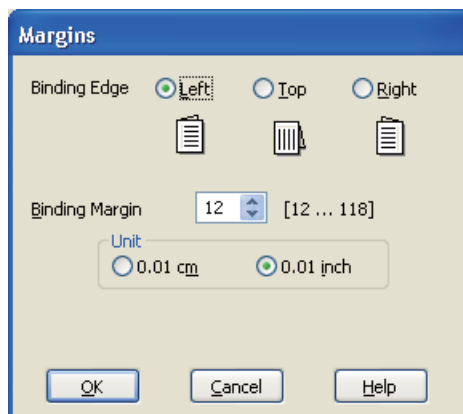 Margins
Binding Edge Left Top Right
Binding Margin 12 [12 ... 118]
Unit
0.01 cm 0.01 inch
OK Cancel Help